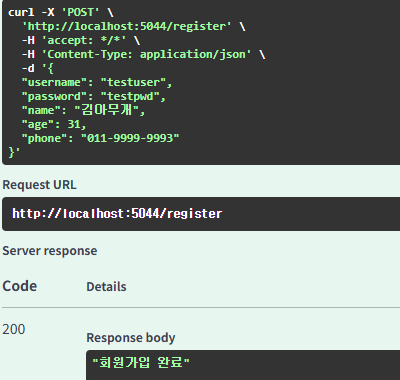 curl -X 'POST' \
'http://localhost:5044/register' \
-H 'accept: */*' \
-H 'Content-Type: application/json' \
-d '{
"username": "testuser",
"password": "testpwd",
"name": "김아무개",
"age": 31,
"phone": "011-9999-9993"
}'
Request URL
http://localhost:5044/register
Server response
Code Details
200
Response body
"회원가입 완료"